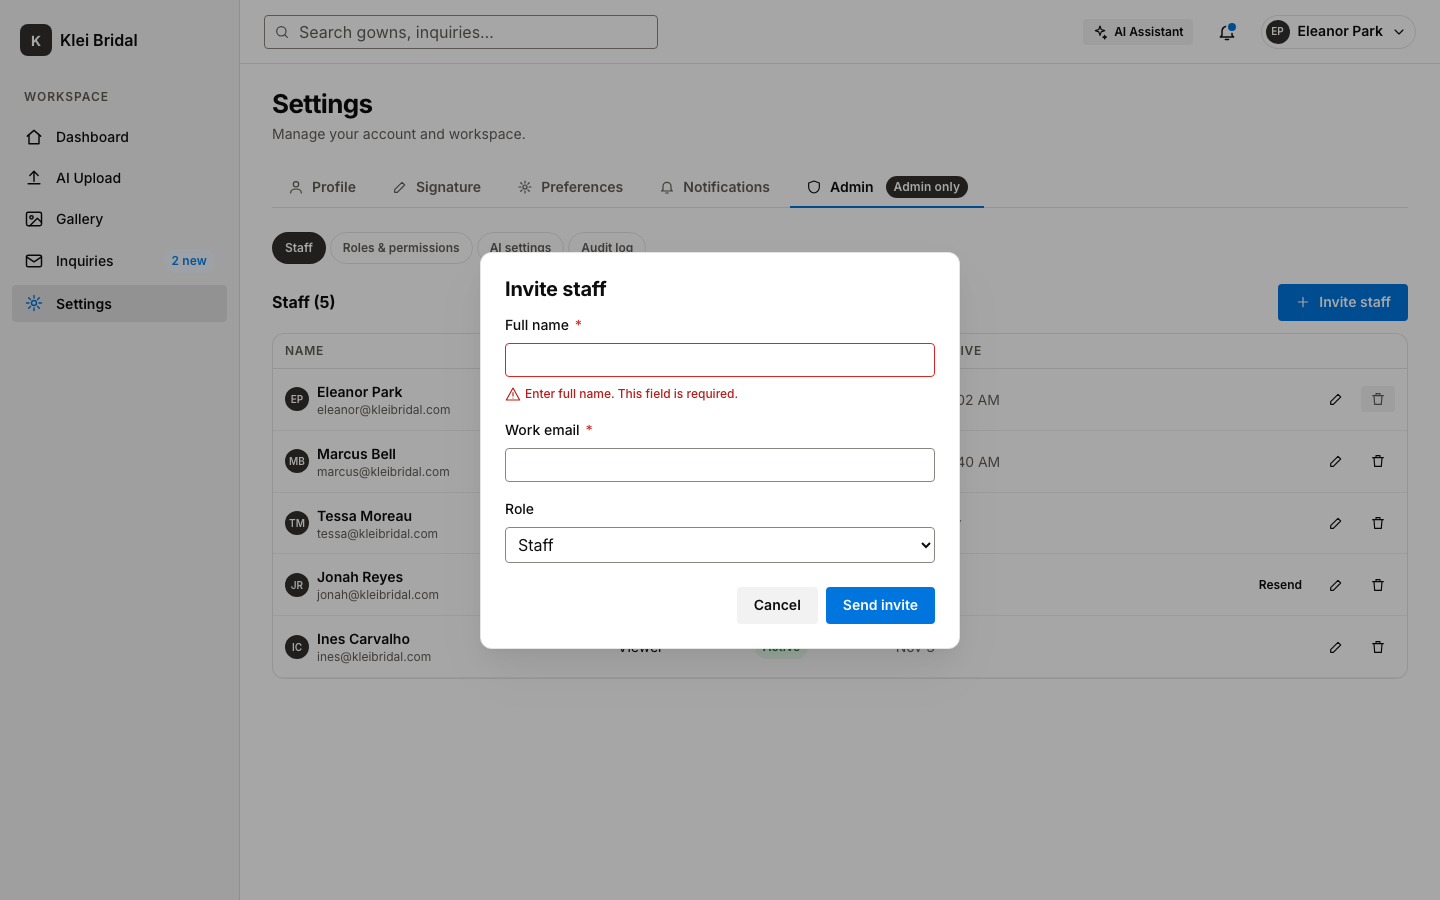 K Klei Bridal
Search gowns, inquiries...
AI Assistant
EP Eleanor Park
WORKSPACE
Dashboard
AI Upload
Gallery
Inquiries 2 new
Settings
Settings
Manage your account and workspace.
Profile Signature Preferences Notifications Admin Admin only
Staff Roles & permissions AI settings Audit log
Staff (5)
Invite staff
NAME
EP Eleanor Park
eleanor@kleibridal.com
02 AM
MB Marcus Bell
marcus@kleibridal.com
40 AM
TM Tessa Moreau
tessa@kleibridal.com
JR Jonah Reyes
jonah@kleibridal.com
Resend
IC Ines Carvalho
ines@kleibridal.com
Viewer Active
Invite staff
Full name *
Enter full name. This field is required.
Work email *
Role
Staff
Cancel Send invite